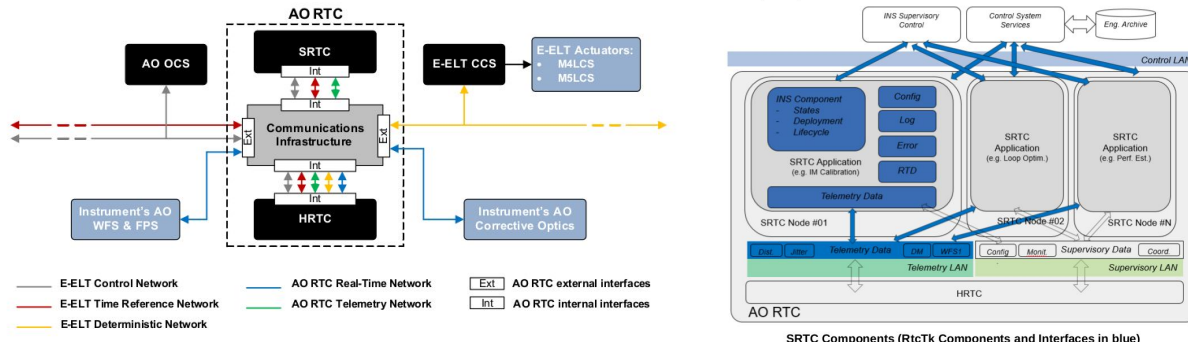 AO RTC
SRTC
Int
Int
AO OCS
E-ELT CCS
E-ELT Actuators:
• M4LCS
• M5LCS
Ext
Communications
Infrastructure
Ext
Int
Int
HRTC
Instrument's AO
WFS & FPS
Instrument's AO
Corrective Optics
E-ELT Control Network
E-ELT Time Reference Network
E-ELT Deterministic Network
AO RTC Real-Time Network
AO RTC Telemetry Network
Ext AO RTC external interfaces
Int AO RTC internal interfaces
INS Supervisory
Control
Control System
Services
Eng. Archive
Control LAN
INS Component
- States
- Deployment
- Lifecycle
Config
Log
Error
RTD
SRTC Application
(e.g. IM Calibration)
Telemetry Data
SRTC Node #01
SRTC
Application
(e.g. Loop Optim.)
SRTC Node #02
SRTC
Application
(e.g. Perf. Est.)
SRTC Node #N
Dist. Jitter Telemetry Data DM WFS1
Config Monit. Supervisory Data Coord.
Telemetry LAN
Supervisory LAN
HRTC
AO RTC
SRTC Components (RtcTk Components and Interfaces in blue)